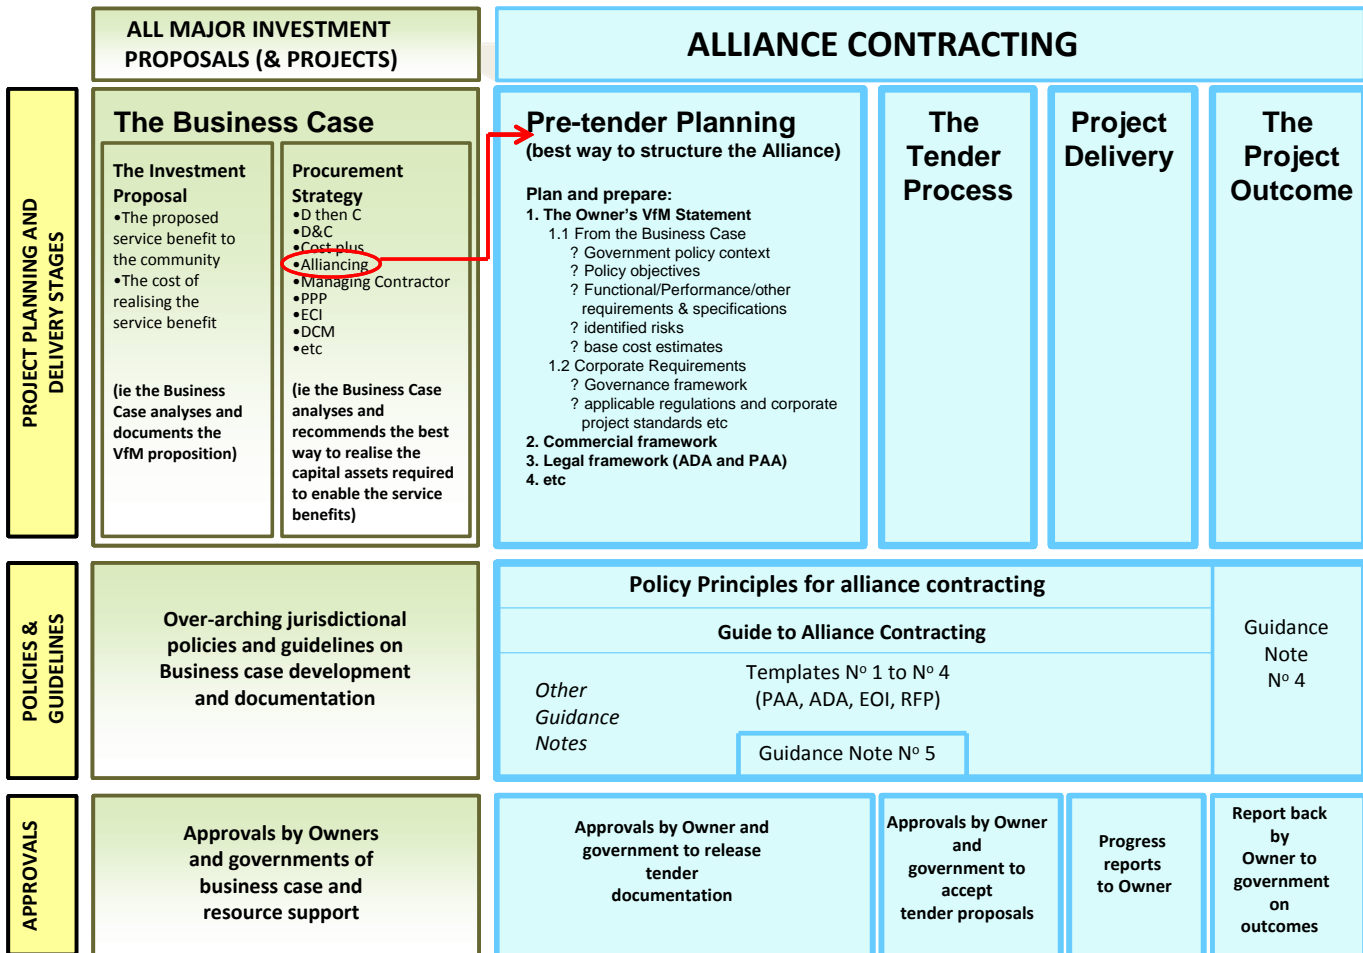 ALL MAJOR INVESTMENT
PROPOSALS (& PROJECTS)
ALLIANCE CONTRACTING
PROJECT PLANNING AND
DELIVERY STAGES
The Business Case
The Investment
Proposal
•The proposed
service benefit to
the community
•The cost of
realising the
service benefit
(ie the Business
Case analyses and
documents the
VfM proposition)
Procurement
Strategy
•D then C
•D&C
•Cost plus
•Alliancing
•Managing Contractor
•PPP
•ECI
•DCM
•etc
(ie the Business Case
analyses and
recommends the best
way to realise the
capital assets required
to enable the service
benefits)
Pre-tender Planning
(best way to structure the Alliance)
Plan and prepare:
1. The Owner's VfM Statement
1.1 From the Business Case
? Government policy context
? Policy objectives
? Functional/Performance/other
requirements & specifications
? identified risks
? base cost estimates
1.2 Corporate Requirements
? Governance framework
? applicable regulations and corporate
project standards etc
2. Commercial framework
3. Legal framework (ADA and PAA)
4. etc
The
Tender
Process
Project
Delivery
The
Project
Outcome
POLICIES &
GUIDELINES
Over-arching jurisdictional
policies and guidelines on
Business case development
and documentation
Policy Principles for alliance contracting
Guide to Alliance Contracting
Other
Guidance
Notes
Templates Nº 1 to Nº 4
(PAA, ADA, EOI, RFP)
Guidance Note Nº 5
Guidance
Note
Nº 4
APPROVALS
Approvals by Owners
and governments of
business case and
resource support
Approvals by Owner and
government to release
tender
documentation
Approvals by Owner
and
government to
accept
tender proposals
Progress
reports
to Owner
Report back
by
Owner to
government
on
outcomes